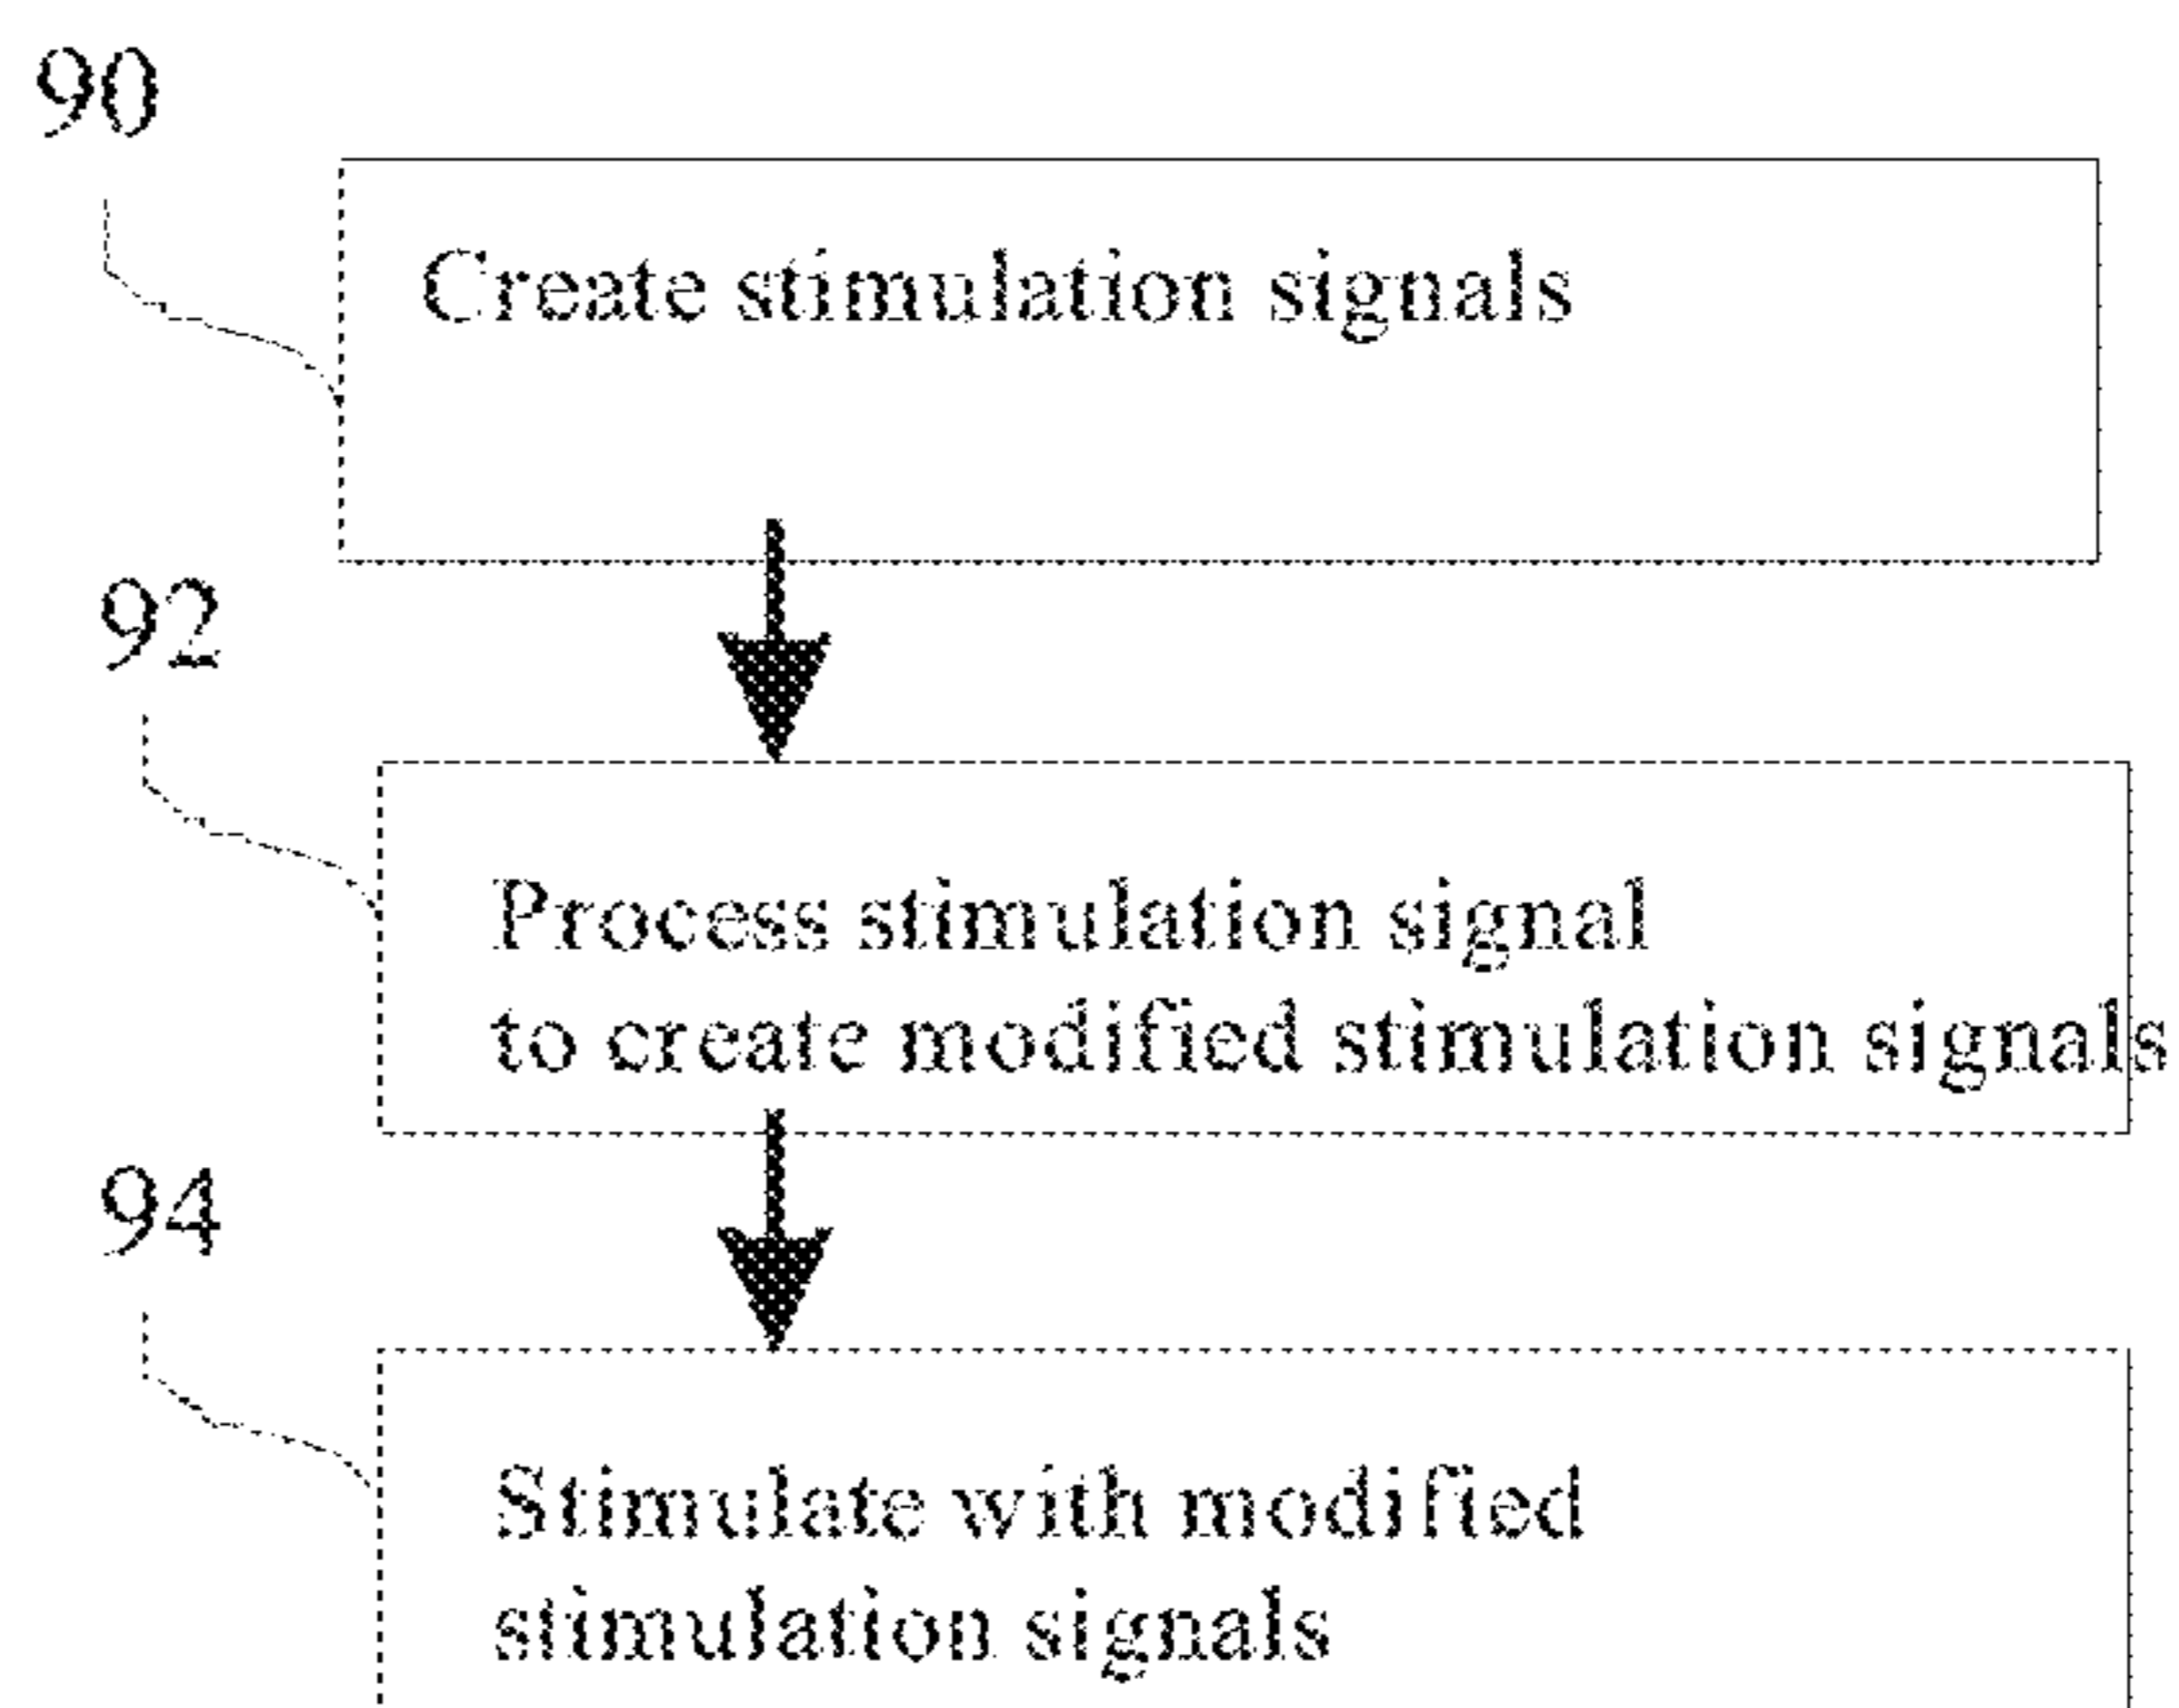 90
Create stimulation signals
92
Process stimulation signal
to create modified stimulation signals
94
Stimulate with modified
stimulation signals